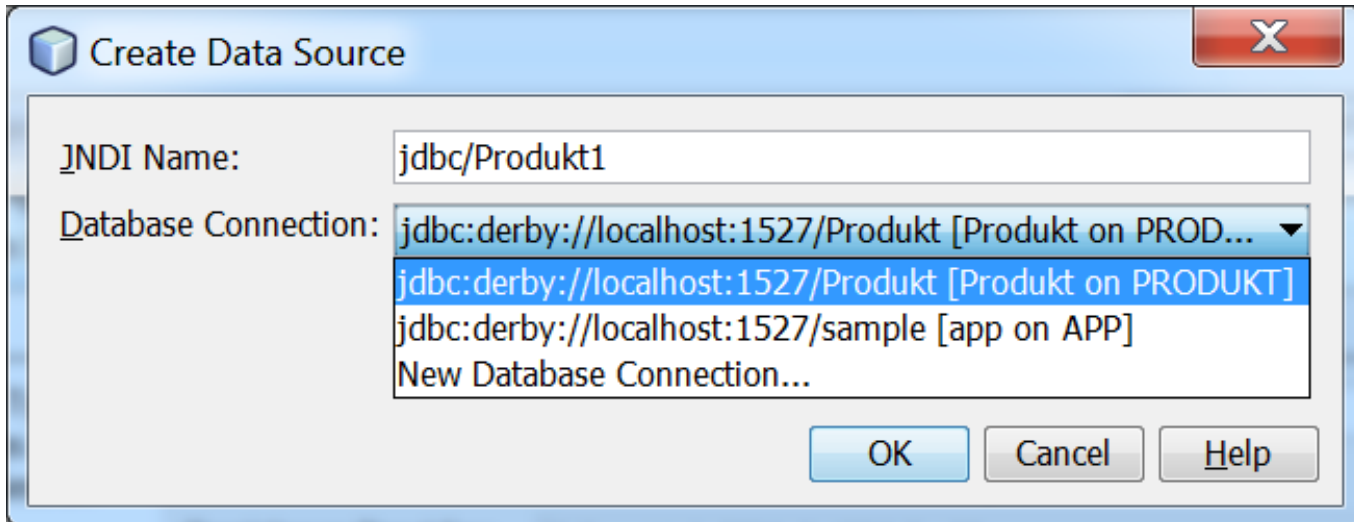 Create Data Source
JNDI Name: jdbc/Produkt1
Database Connection: jdbc:derby://localhost:1527/Produkt [Produkt on PROD...
jdbc:derby://localhost:1527/Produkt [Produkt on PRODUKT]
jdbc:derby://localhost:1527/sample [app on APP]
New Database Connection...
OK Cancel Help